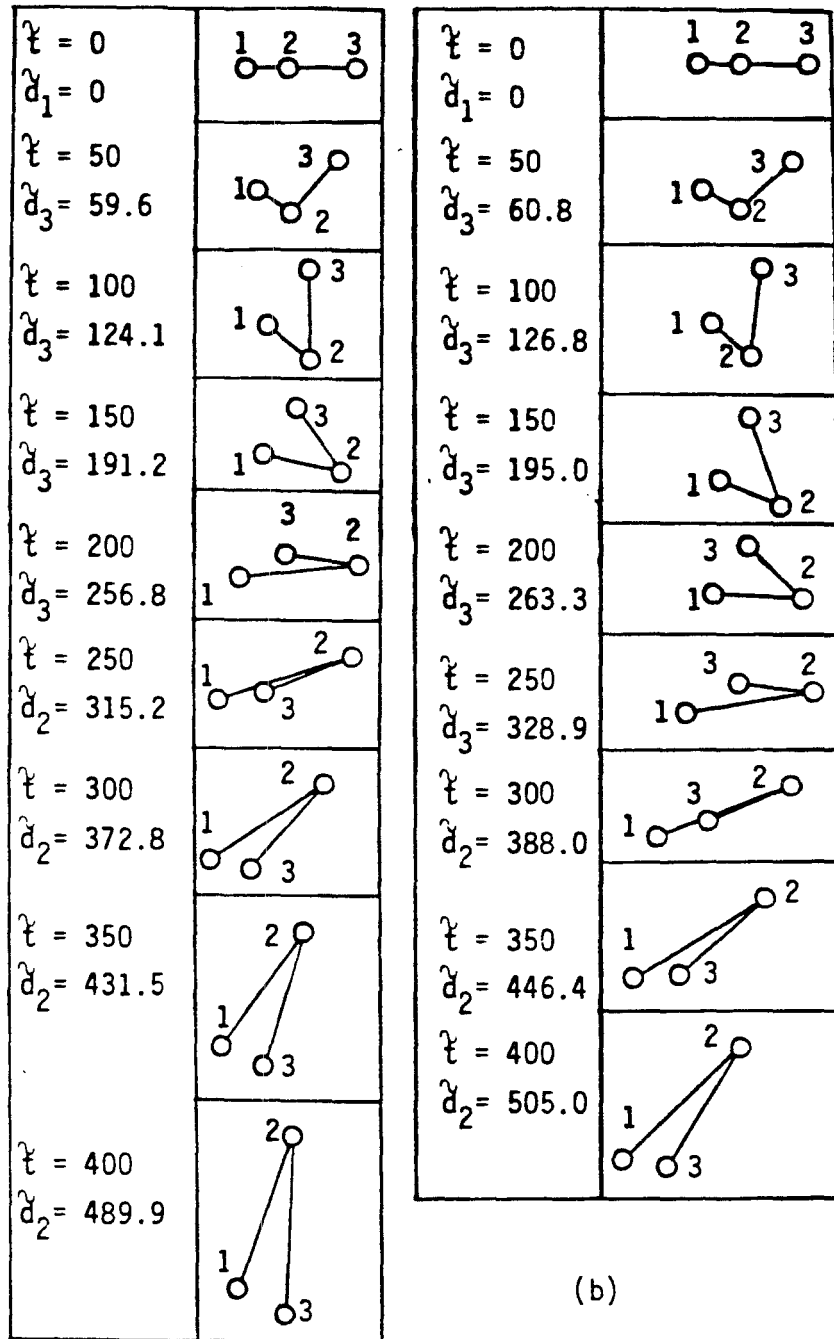 t̃ = 0
d̃₁= 0
1 2 3
t̃ = 50
d̃₃= 59.6
3
1
2
t̃ = 100
d̃₃= 124.1
3
1
2
t̃ = 150
d̃₃= 191.2
3
2
1
t̃ = 200
d̃₃= 256.8
3 2
1
t̃ = 250
d̃₂= 315.2
2
1
3
t̃ = 300
d̃₂= 372.8
2
1
3
t̃ = 350
d̃₂= 431.5
2
1
3
t̃ = 400
d̃₂= 489.9
2
1
3
t̃ = 0
d̃₁= 0
1 2 3
t̃ = 50
d̃₃= 60.8
3
1
2
t̃ = 100
d̃₃= 126.8
3
1
2
t̃ = 150
d̃₃= 195.0
3
1
2
t̃ = 200
d̃₃= 263.3
3
2
1
t̃ = 250
d̃₃= 328.9
3 2
1
t̃ = 300
d̃₂= 388.0
2
3
1
t̃ = 350
d̃₂= 446.4
2
1
3
t̃ = 400
d̃₂= 505.0
2
1
3
(b)